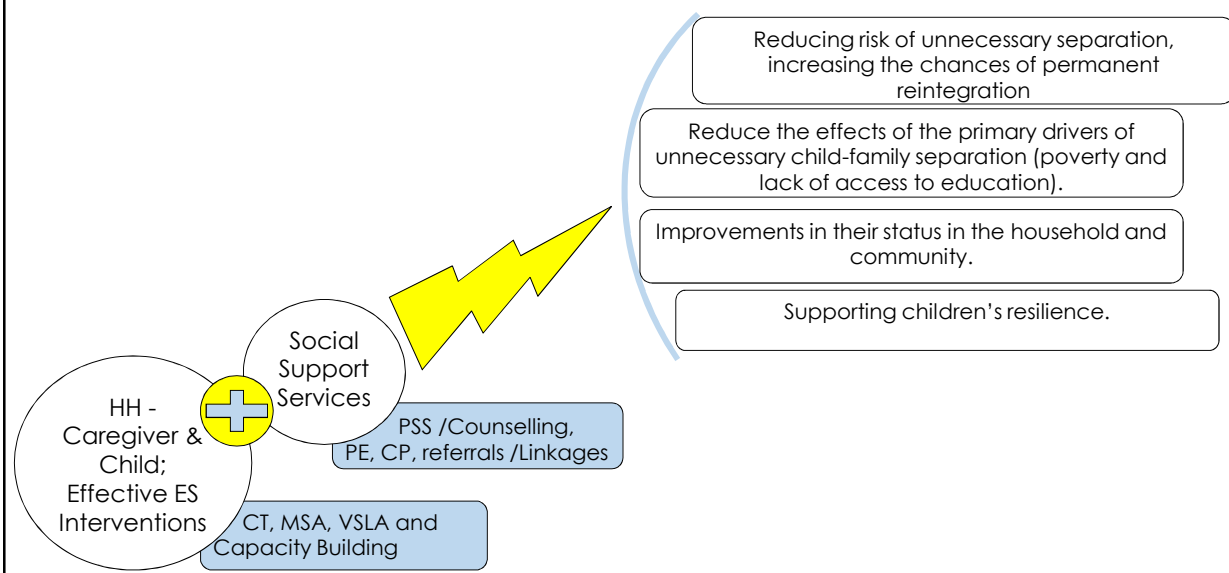 Reducing risk of unnecessary separation,
increasing the chances of permanent
reintegration
Reduce the effects of the primary drivers of
unnecessary child-family separation (poverty and
lack of access to education).
Improvements in their status in the household and
community.
Supporting children’s resilience.
Social
Support
Services
HH -
Caregiver &
Child;
Effective ES
Interventions
PSS /Counselling,
PE, CP, referrals /Linkages
CT, MSA, VSLA and
Capacity Building